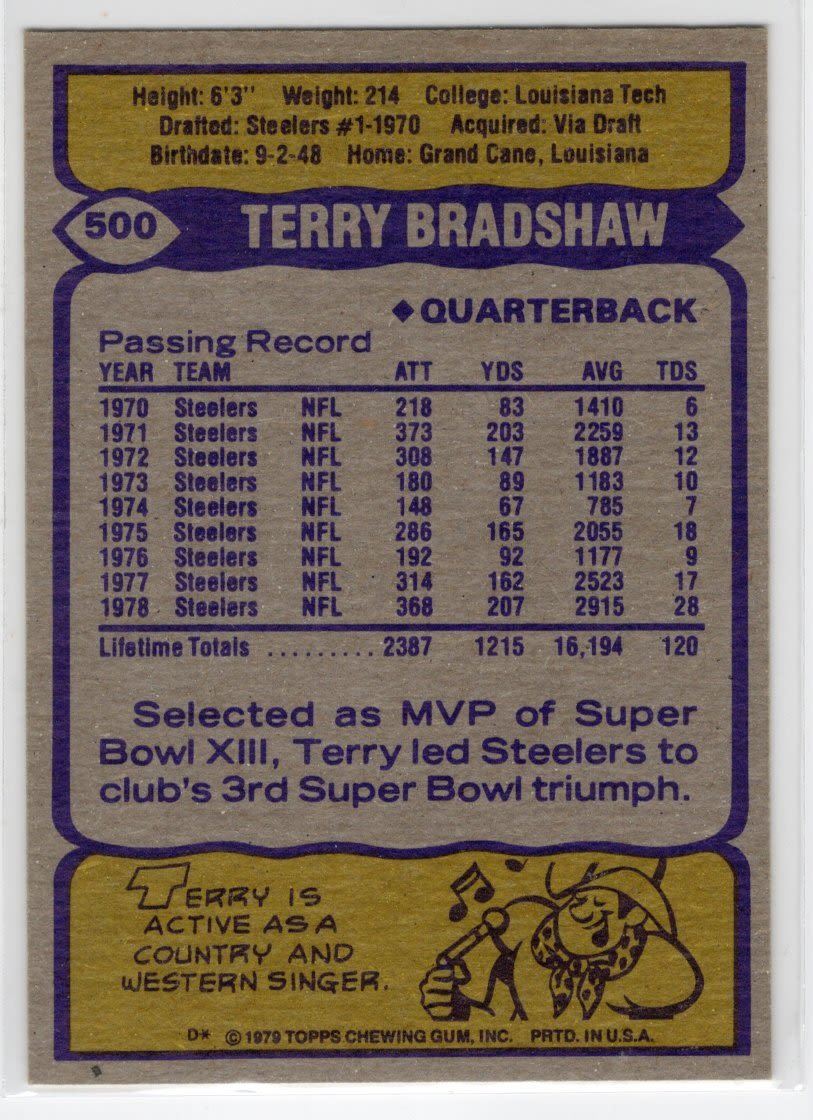 Height: 6'3" Weight: 214 College: Louisiana Tech
Drafted: Steelers #1-1970 Acquired: Via Draft
Birthdate: 9-2-48 Home: Grand Cane, Louisiana
500 TERRY BRADSHAW
◆QUARTERBACK
Passing Record
YEAR TEAM ATT YDS AVG TDS
1970 Steelers NFL 218 83 1410 6
1971 Steelers NFL 373 203 2259 13
1972 Steelers NFL 308 147 1887 12
1973 Steelers NFL 180 89 1183 10
1974 Steelers NFL 148 67 785 7
1975 Steelers NFL 286 165 2055 18
1976 Steelers NFL 192 92 1177 9
1977 Steelers NFL 314 162 2523 17
1978 Steelers NFL 368 207 2915 28
Lifetime Totals ......... 2387 1215 16,194 120
Selected as MVP of Super
Bowl XIII, Terry led Steelers to
club's 3rd Super Bowl triumph.
TERRY IS
ACTIVE AS A
COUNTRY AND
WESTERN SINGER.
D* © 1979 TOPPS CHEWING GUM, INC. PRTD. IN U.S.A.